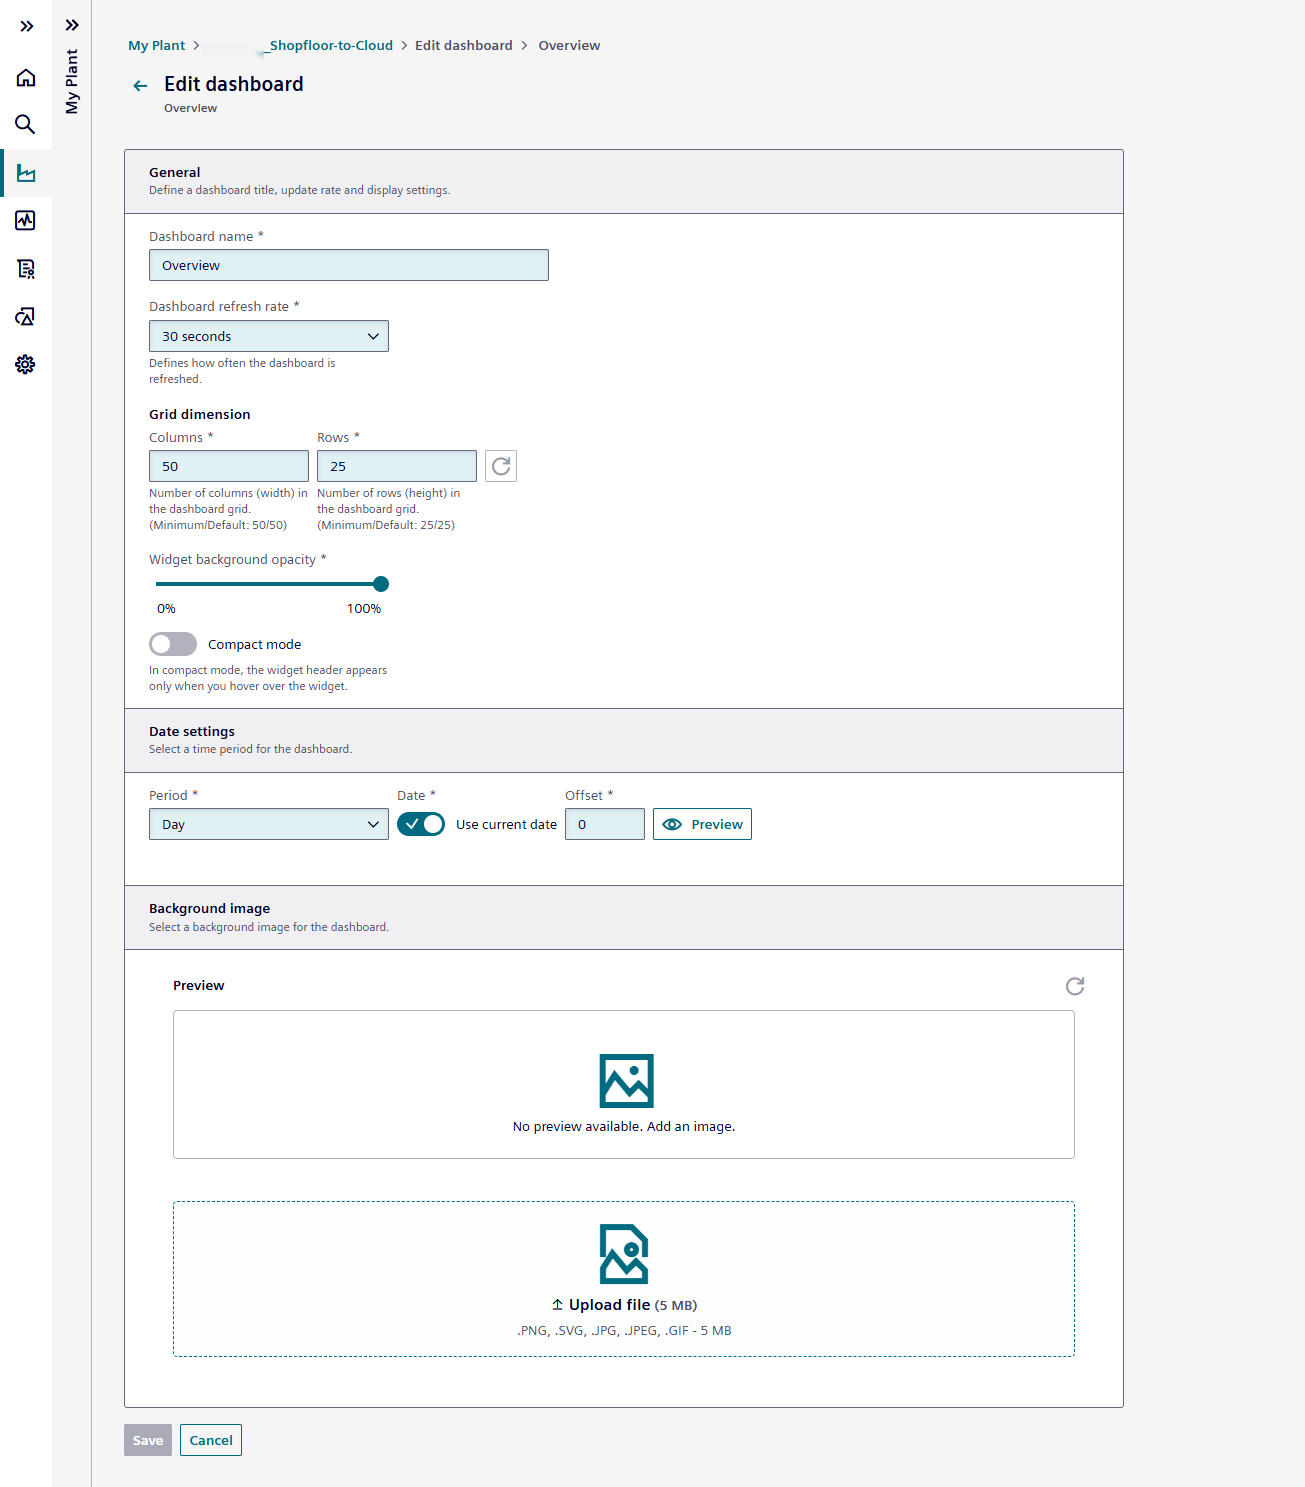 My Plant
My Plant
_Shopfloor-to-Cloud
Edit dashboard
Overview
Edit dashboard
Overview
General
Define a dashboard title, update rate and display settings.
Dashboard name *
Overview
Dashboard refresh rate *
30 seconds
Defines how often the dashboard is
refreshed.
Grid dimension
Columns *
Rows *
50
25
Number of columns (width) in
the dashboard grid.
(Minimum/Default: 50/50)
Number of rows (height) in
the dashboard grid.
(Minimum/Default: 25/25)
Widget background opacity *
0%
100%
Compact mode
In compact mode, the widget header appears
only when you hover over the widget.
Date settings
Select a time period for the dashboard.
Period *
Date *
Offset *
Day
Use current date
0
Preview
Background image
Select a background image for the dashboard.
Preview
No preview available. Add an image.
Upload file (5 MB)
.PNG, .SVG, .JPG, .JPEG, .GIF - 5 MB
Save
Cancel